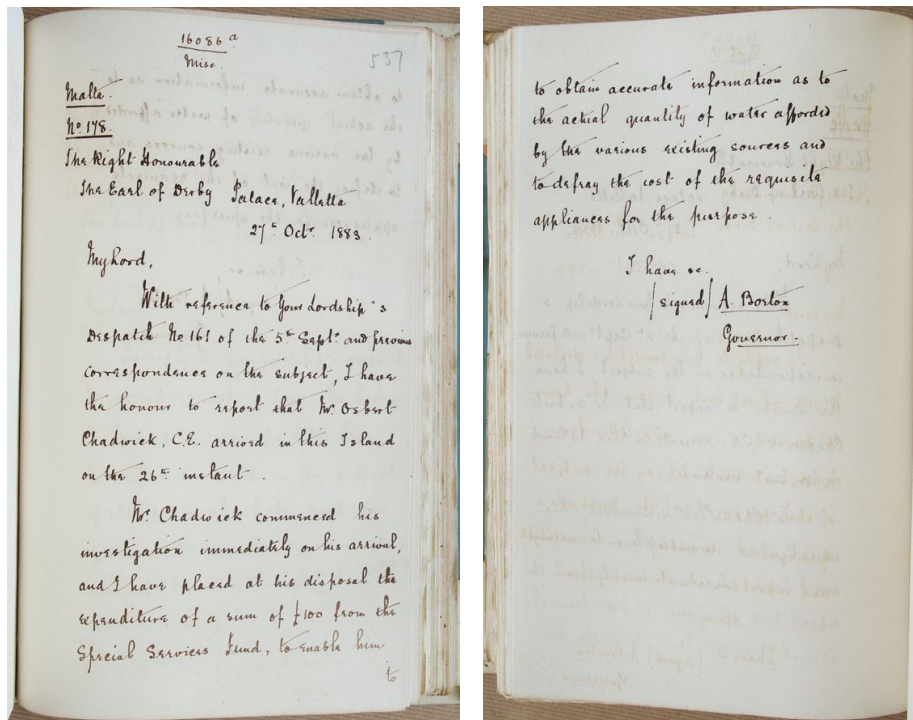 16086 a
Misc.
537
Malta.
No. 178.
The Right Honourable
The Earl of Derby Palace, Valletta
27th Octr. 1883.
My Lord,
With reference to Your Lordship's
Despatch No 161 of the 5th Septr. and previous
correspondence on the subject, I have
the honour to report that Mr. Osbert
Chadwick, C.E. arrived in this Island
on the 26th instant.
Mr. Chadwick commenced his
investigation immediately on his arrival,
and I have placed at his disposal the
expenditure of a sum of £100 from the
Special Services Fund, to enable him
to
to obtain accurate information as to
the actual quantity of water afforded
by the various existing sources and
to defray the cost of the requisite
appliances for the purpose.
I have &c.
(signed) A. Borton
Governor.